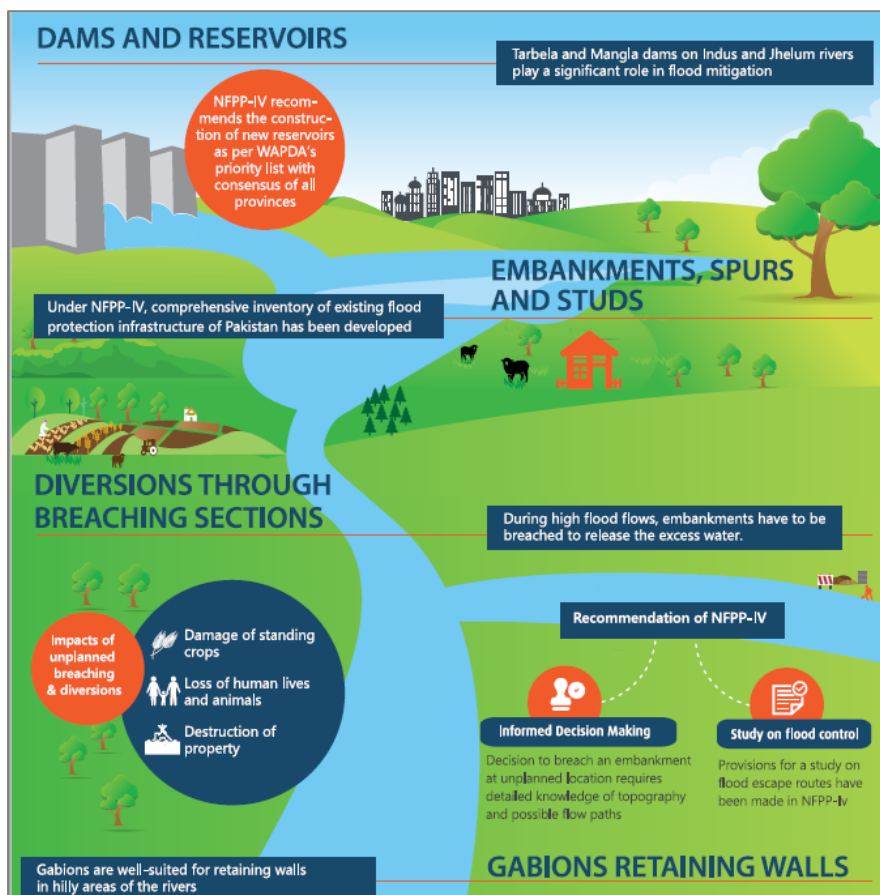 DAMS AND RESERVOIRS
Tarbela and Mangla dams on Indus and Jhelum rivers
play a significant role in flood mitigation
NFPP-IV recom-
mends the construc-
tion of new reservoirs
as per WAPDA's
priority list with
consensus of all
provinces
EMBANKMENTS, SPURS
AND STUDS
Under NFPP-IV, comprehensive inventory of existing flood
protection infrastructure of Pakistan has been developed
DIVERSIONS THROUGH
BREACHING SECTIONS
During high flood flows, embankments have to be
breached to release the excess water.
Impacts of
unplanned
breaching
& diversions
Damage of standing
crops
Loss of human lives
and animals
Destruction of
property
Recommendation of NFPP-IV
Informed Decision Making
Decision to breach an embankment
at unplanned location requires
detailed knowledge of topography
and possible flow paths
Study on flood control
Provisions for a study on
flood escape routes have
been made in NFPP-Iv
Gabions are well-suited for retaining walls
in hilly areas of the rivers
GABIONS RETAINING WALLS